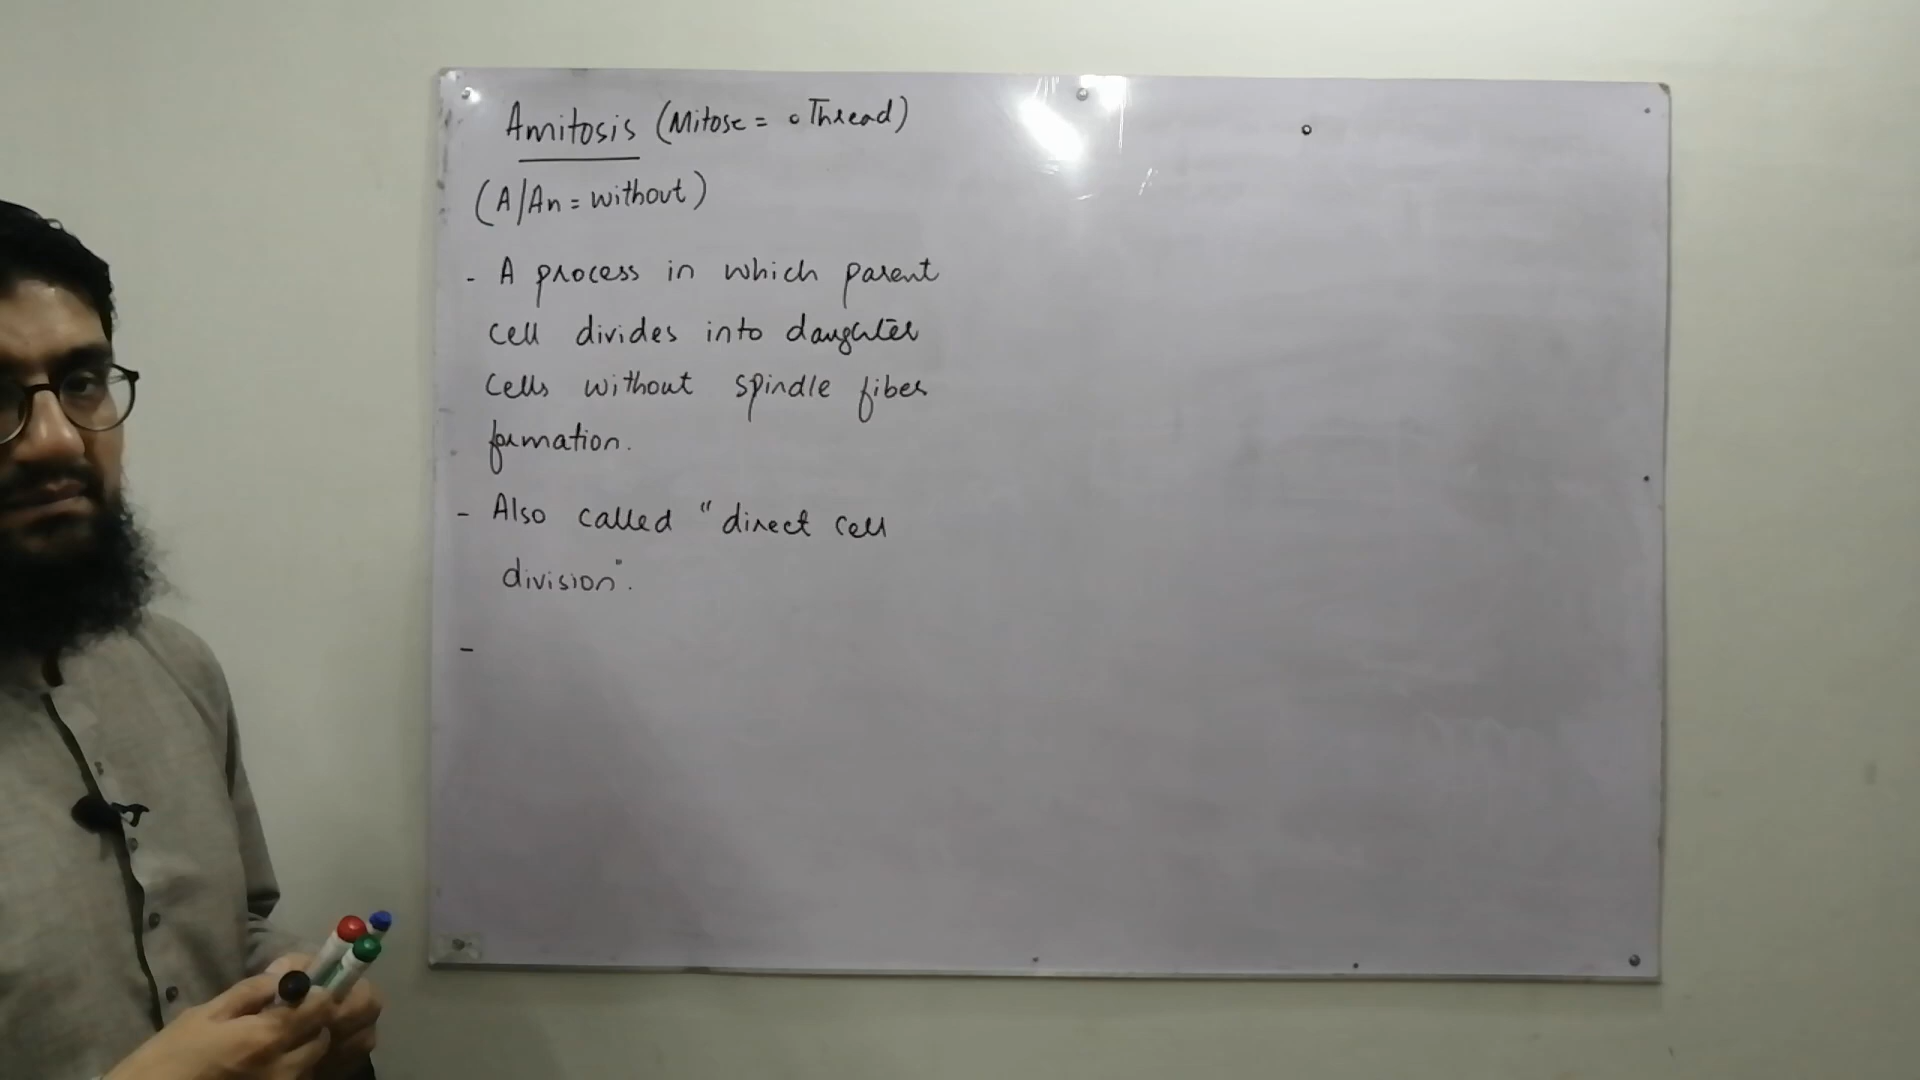 Amitosis (Mitose = Thread)
(A/An = without)
- A process in which parent
cell divides into daughter
cells without spindle fiber
formation.
- Also called "direct cell
division".
-